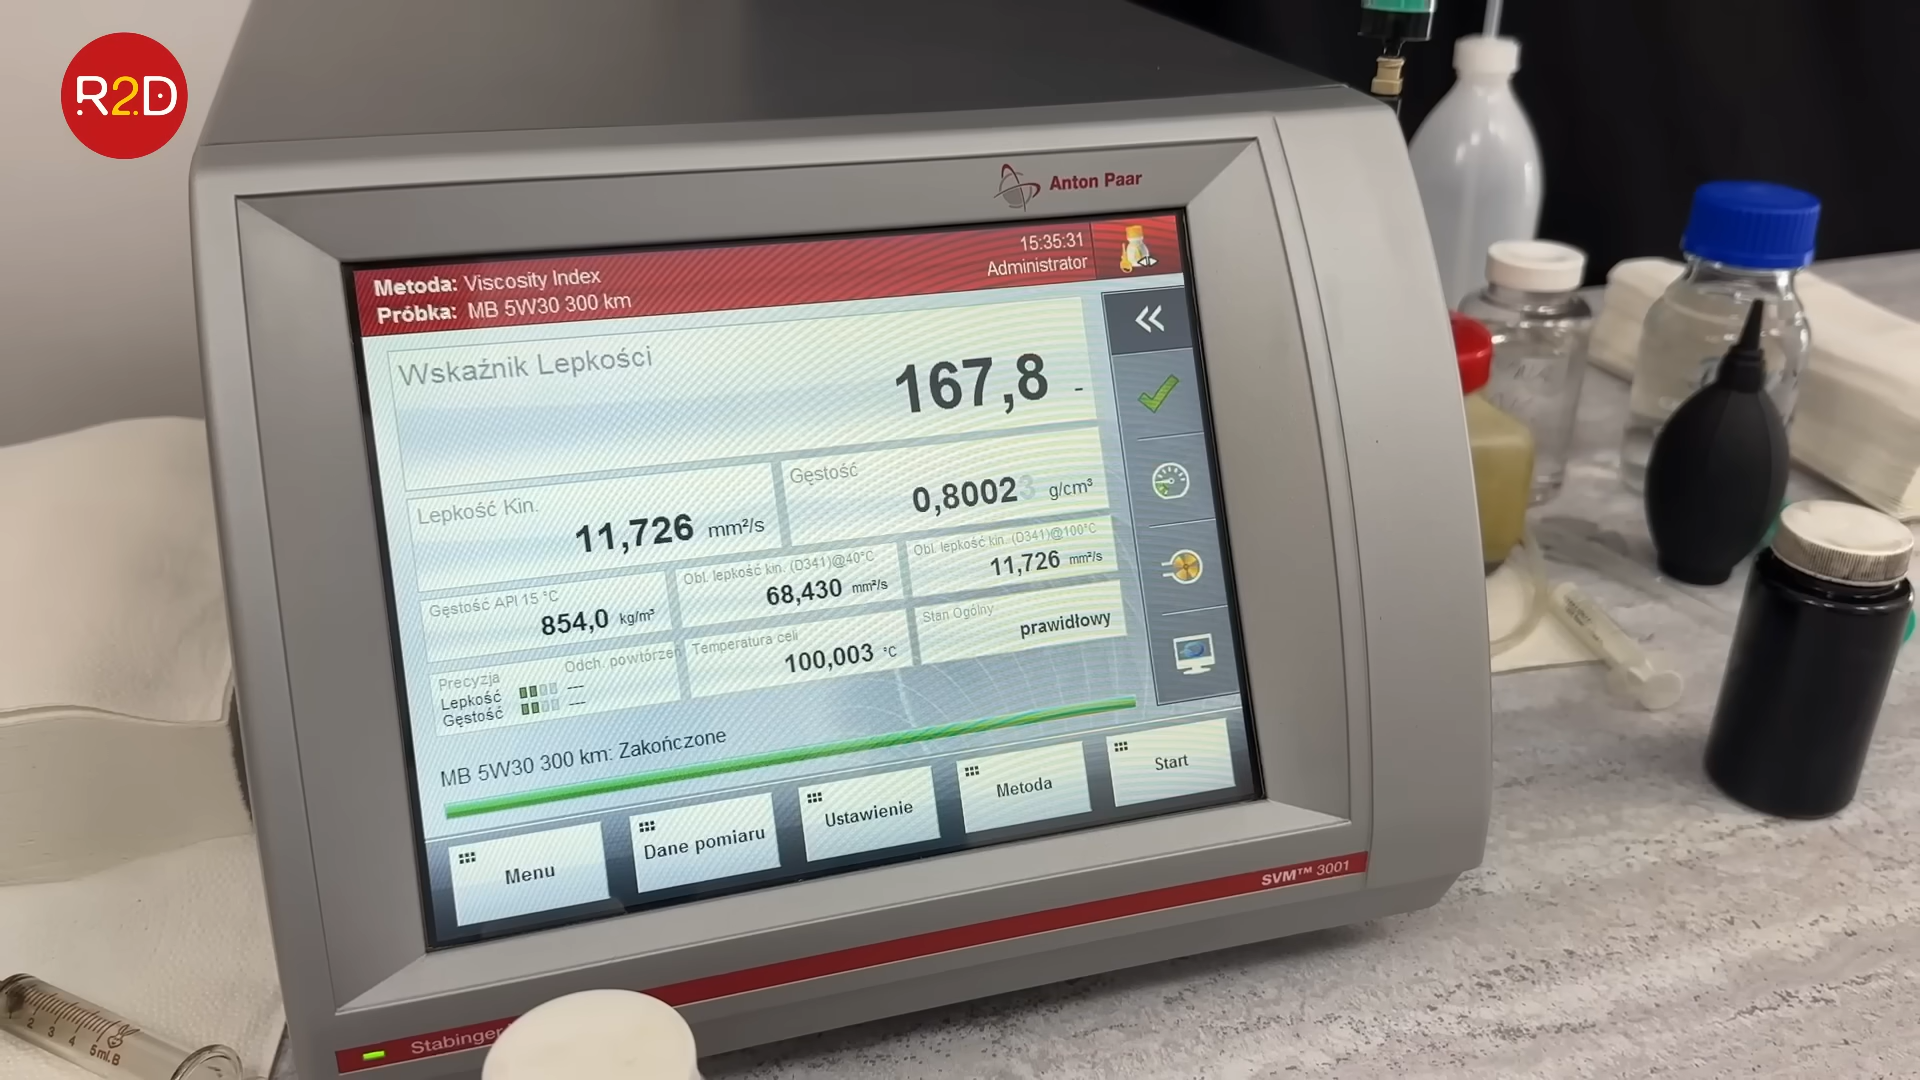 R2D
Anton Paar
Metoda: Viscosity Index
15:35:31
Próbka: MB 5W30 300 km
Administrator
Wskaźnik Lepkości
167,8 -
Lepkość Kin.
11,726 mm²/s
Gęstość
0,80023 g/cm³
Gęstość API 15 °C
854,0 kg/m³
Obl. lepkość kin. (D341)@40°C
68,430 mm²/s
Obl. lepkość kin. (D341)@100°C
11,726 mm²/s
Precyzja
Odch. powtórzeń
Lepkość ---
Gęstość ---
Temperatura celi
100,003 °C
Stan Ogólny
prawidłowy
MB 5W30 300 km: Zakończone
Menu
Dane pomiaru
Ustawienie
Metoda
Start
SVM™ 3001
Stabinger
2 3 4 5ml.B